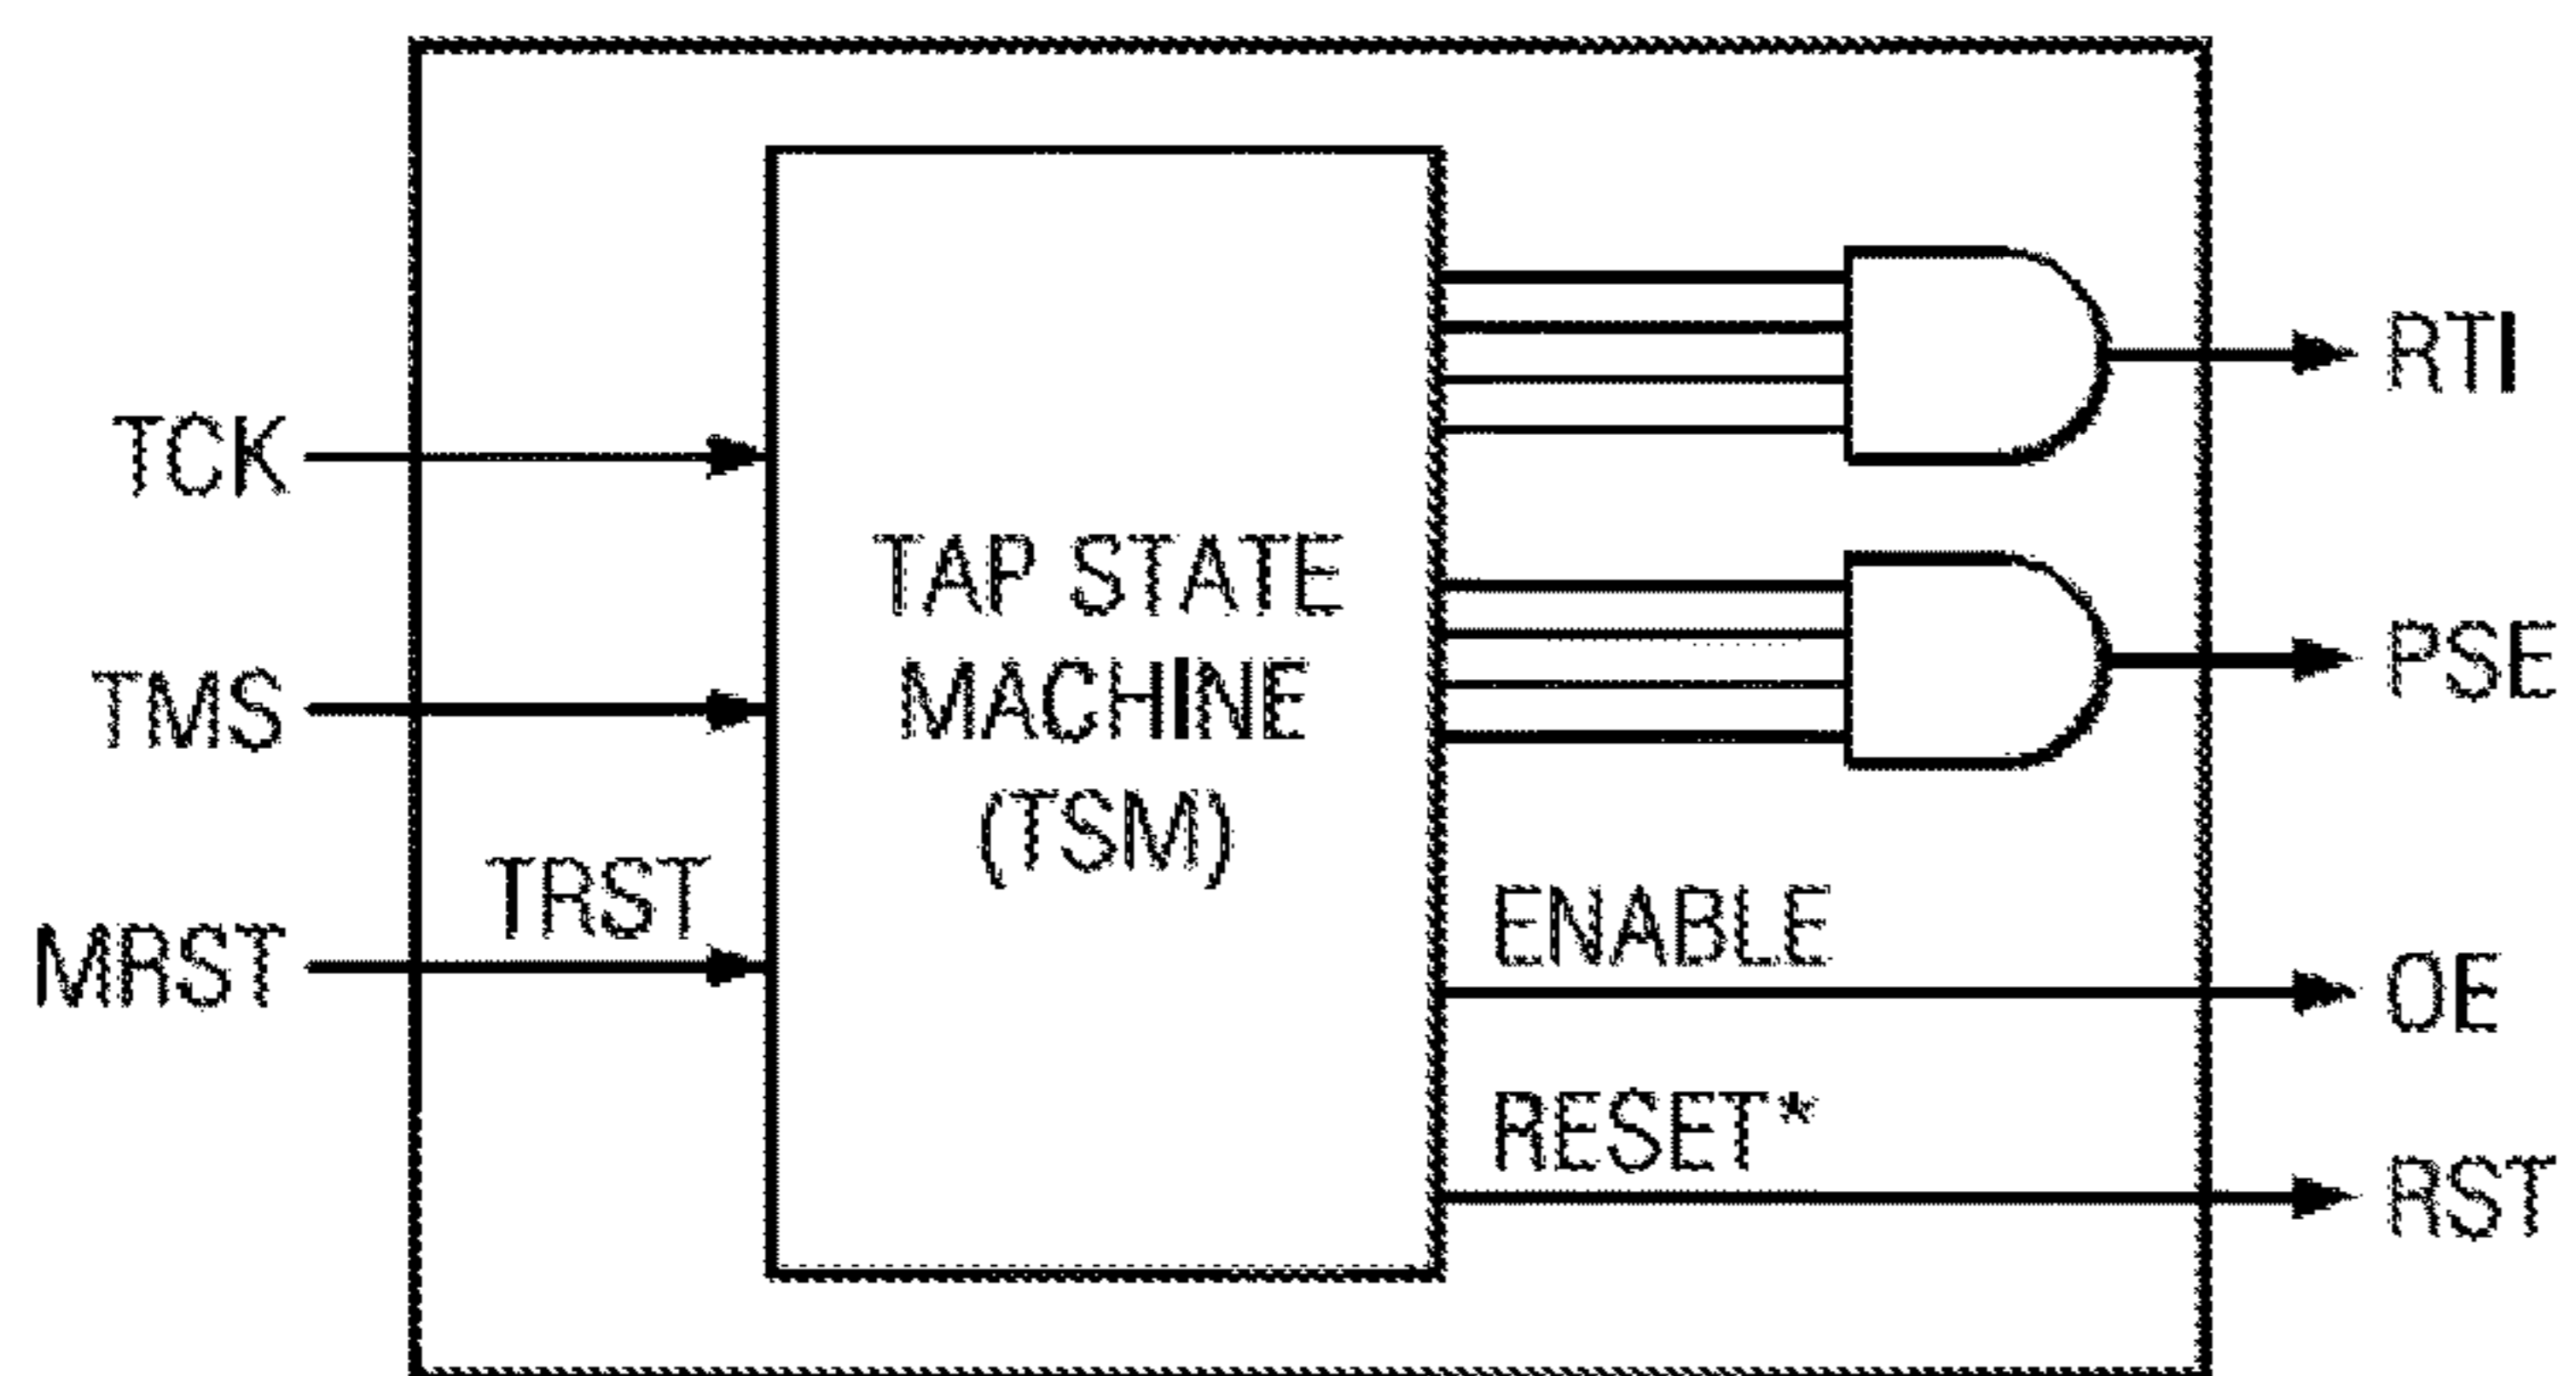 TCK
TMS
MRST
TRST
TAP STATE
MACHINE
(TSM)
ENABLE
RESET*
RTI
PSE
OE
RST